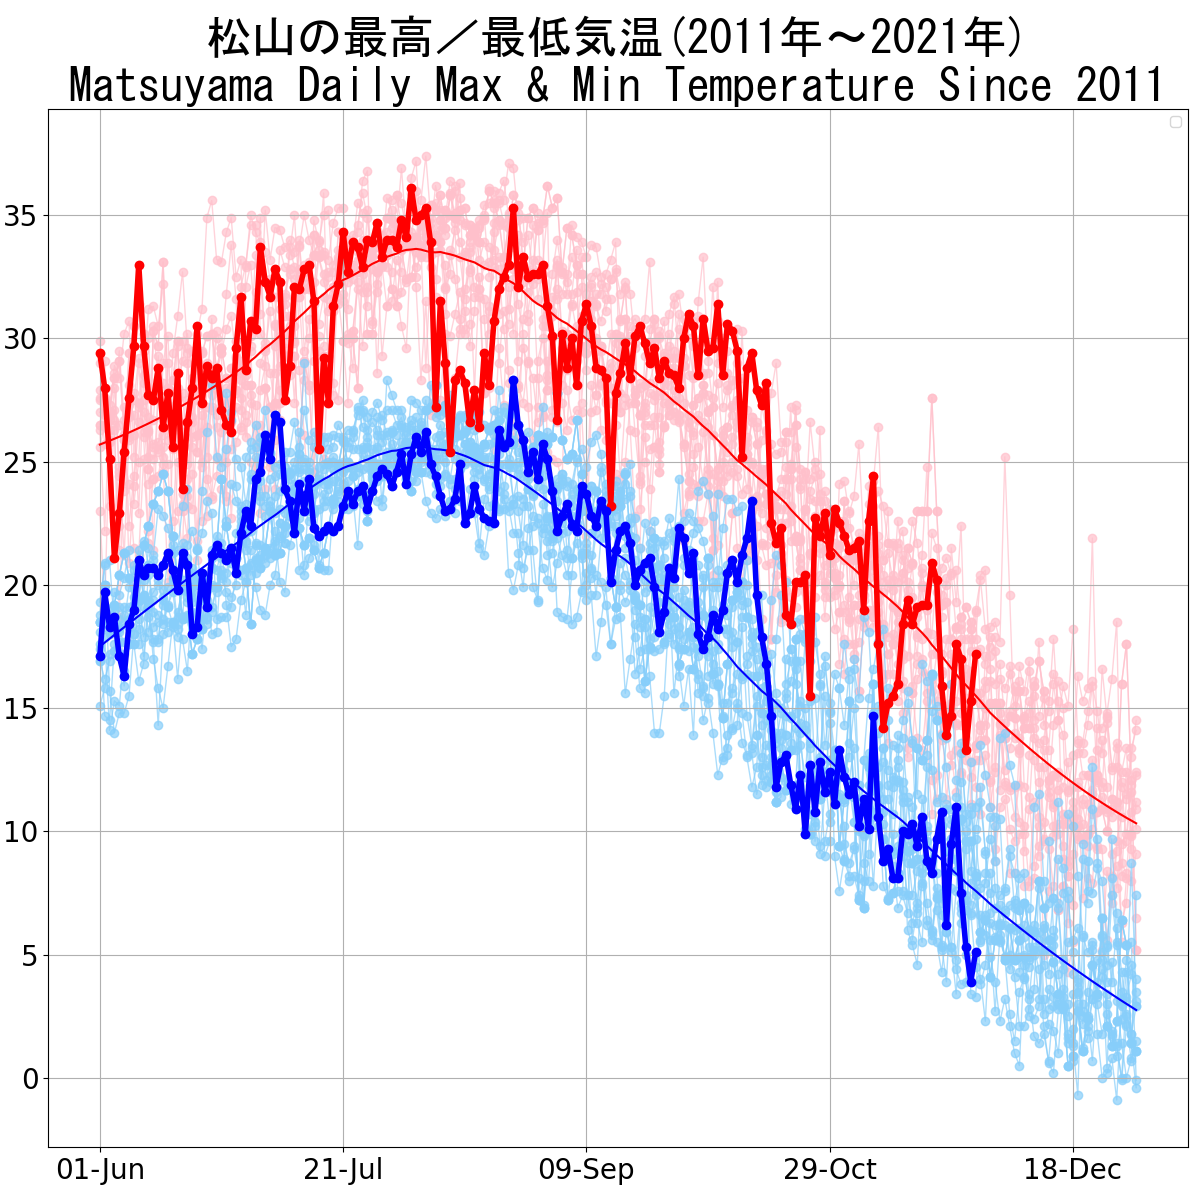 松山の最高／最低気温(2011年～2021年)
Matsuyama Daily Max & Min Temperature Since 2011
35
30
25
20
15
10
5
0
01-Jun 21-Jul 09-Sep 29-Oct 18-Dec